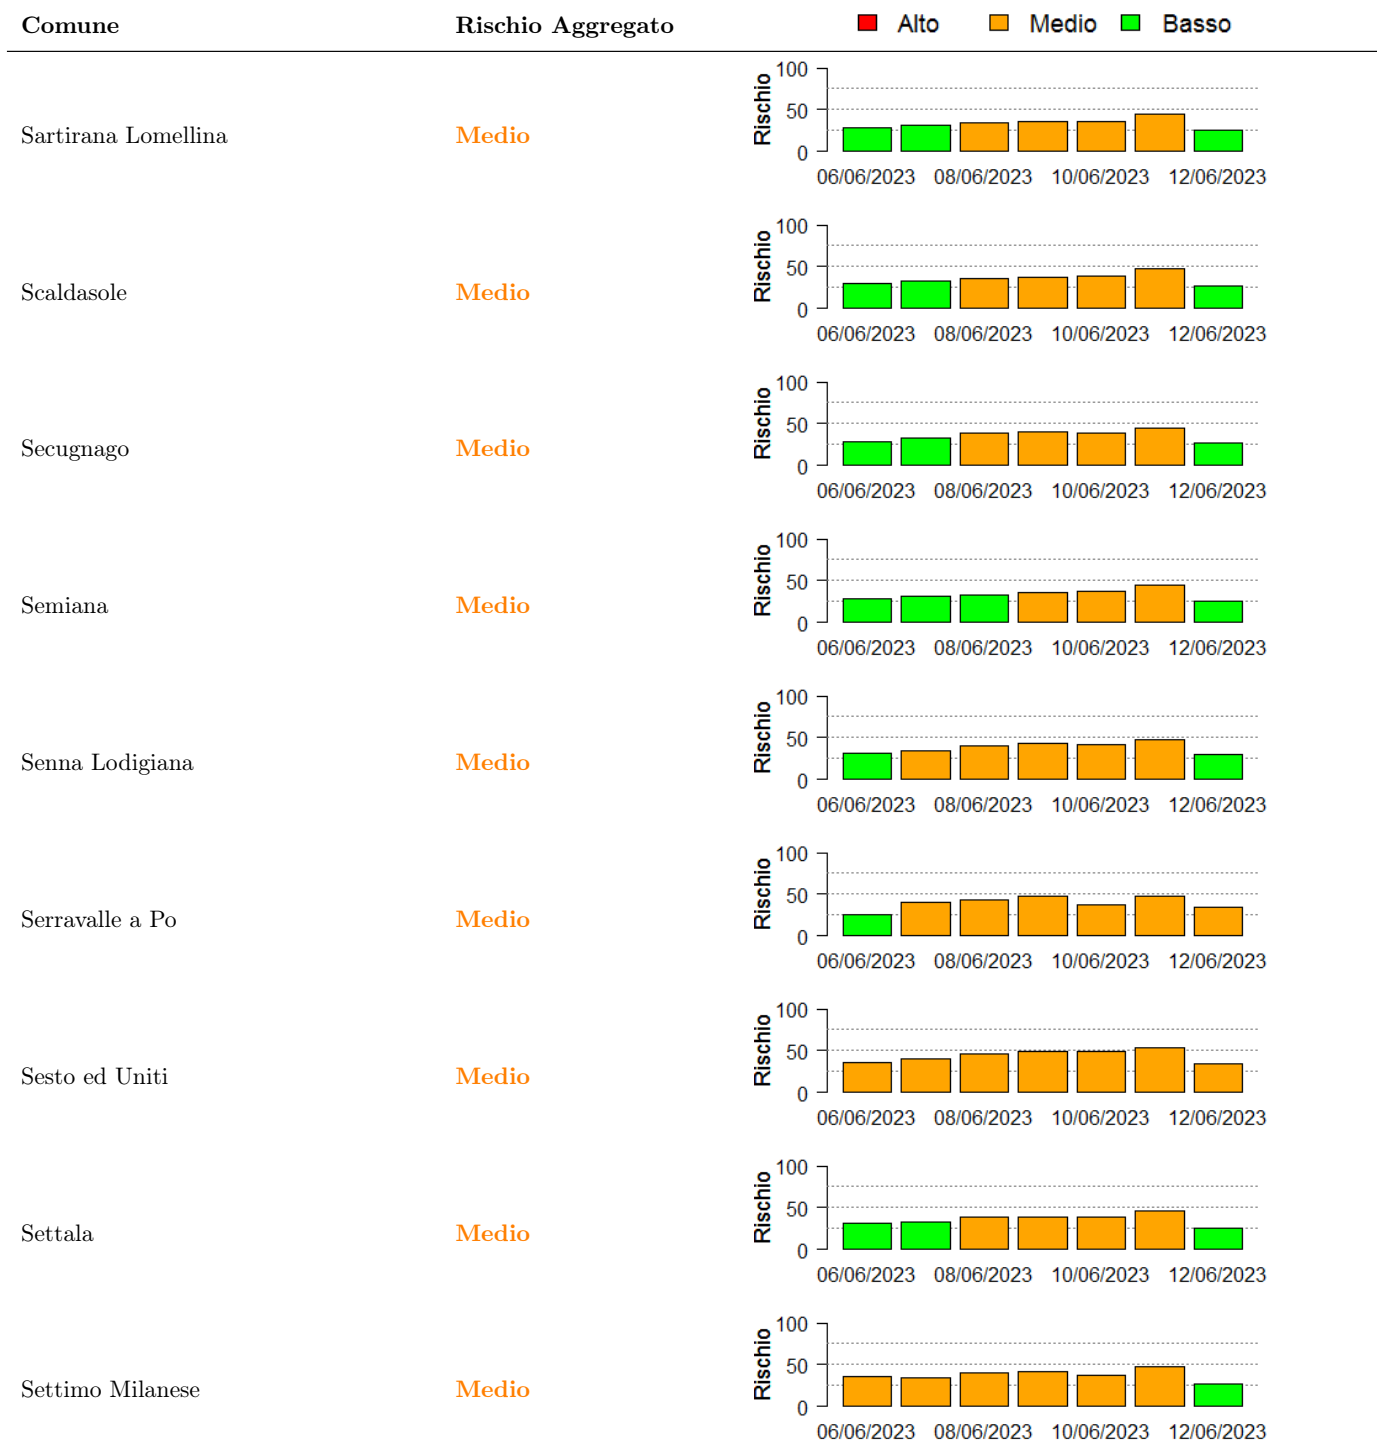 Comune Rischio Aggregato Alto Medio Basso
Sartirana Lomellina Medio
Rischio
100
50
0
06/06/2023 08/06/2023 10/06/2023 12/06/2023
Scaldasole Medio
Rischio
100
50
0
06/06/2023 08/06/2023 10/06/2023 12/06/2023
Secugnago Medio
Rischio
100
50
0
06/06/2023 08/06/2023 10/06/2023 12/06/2023
Semiana Medio
Rischio
100
50
0
06/06/2023 08/06/2023 10/06/2023 12/06/2023
Senna Lodigiana Medio
Rischio
100
50
0
06/06/2023 08/06/2023 10/06/2023 12/06/2023
Serravalle a Po Medio
Rischio
100
50
0
06/06/2023 08/06/2023 10/06/2023 12/06/2023
Sesto ed Uniti Medio
Rischio
100
50
0
06/06/2023 08/06/2023 10/06/2023 12/06/2023
Settala Medio
Rischio
100
50
0
06/06/2023 08/06/2023 10/06/2023 12/06/2023
Settimo Milanese Medio
Rischio
100
50
0
06/06/2023 08/06/2023 10/06/2023 12/06/2023